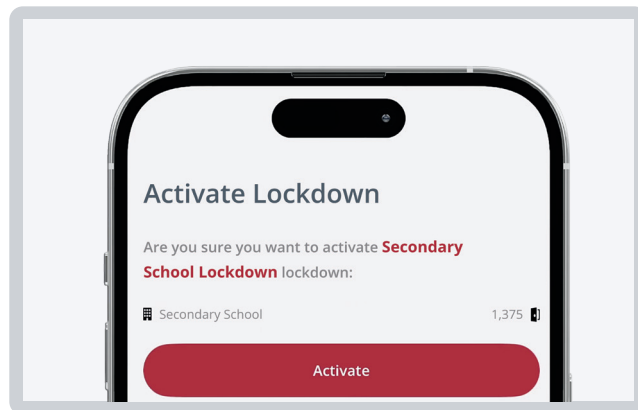 Activate Lockdown
Are you sure you want to activate Secondary
School Lockdown lockdown:
Secondary School 1,375
Activate